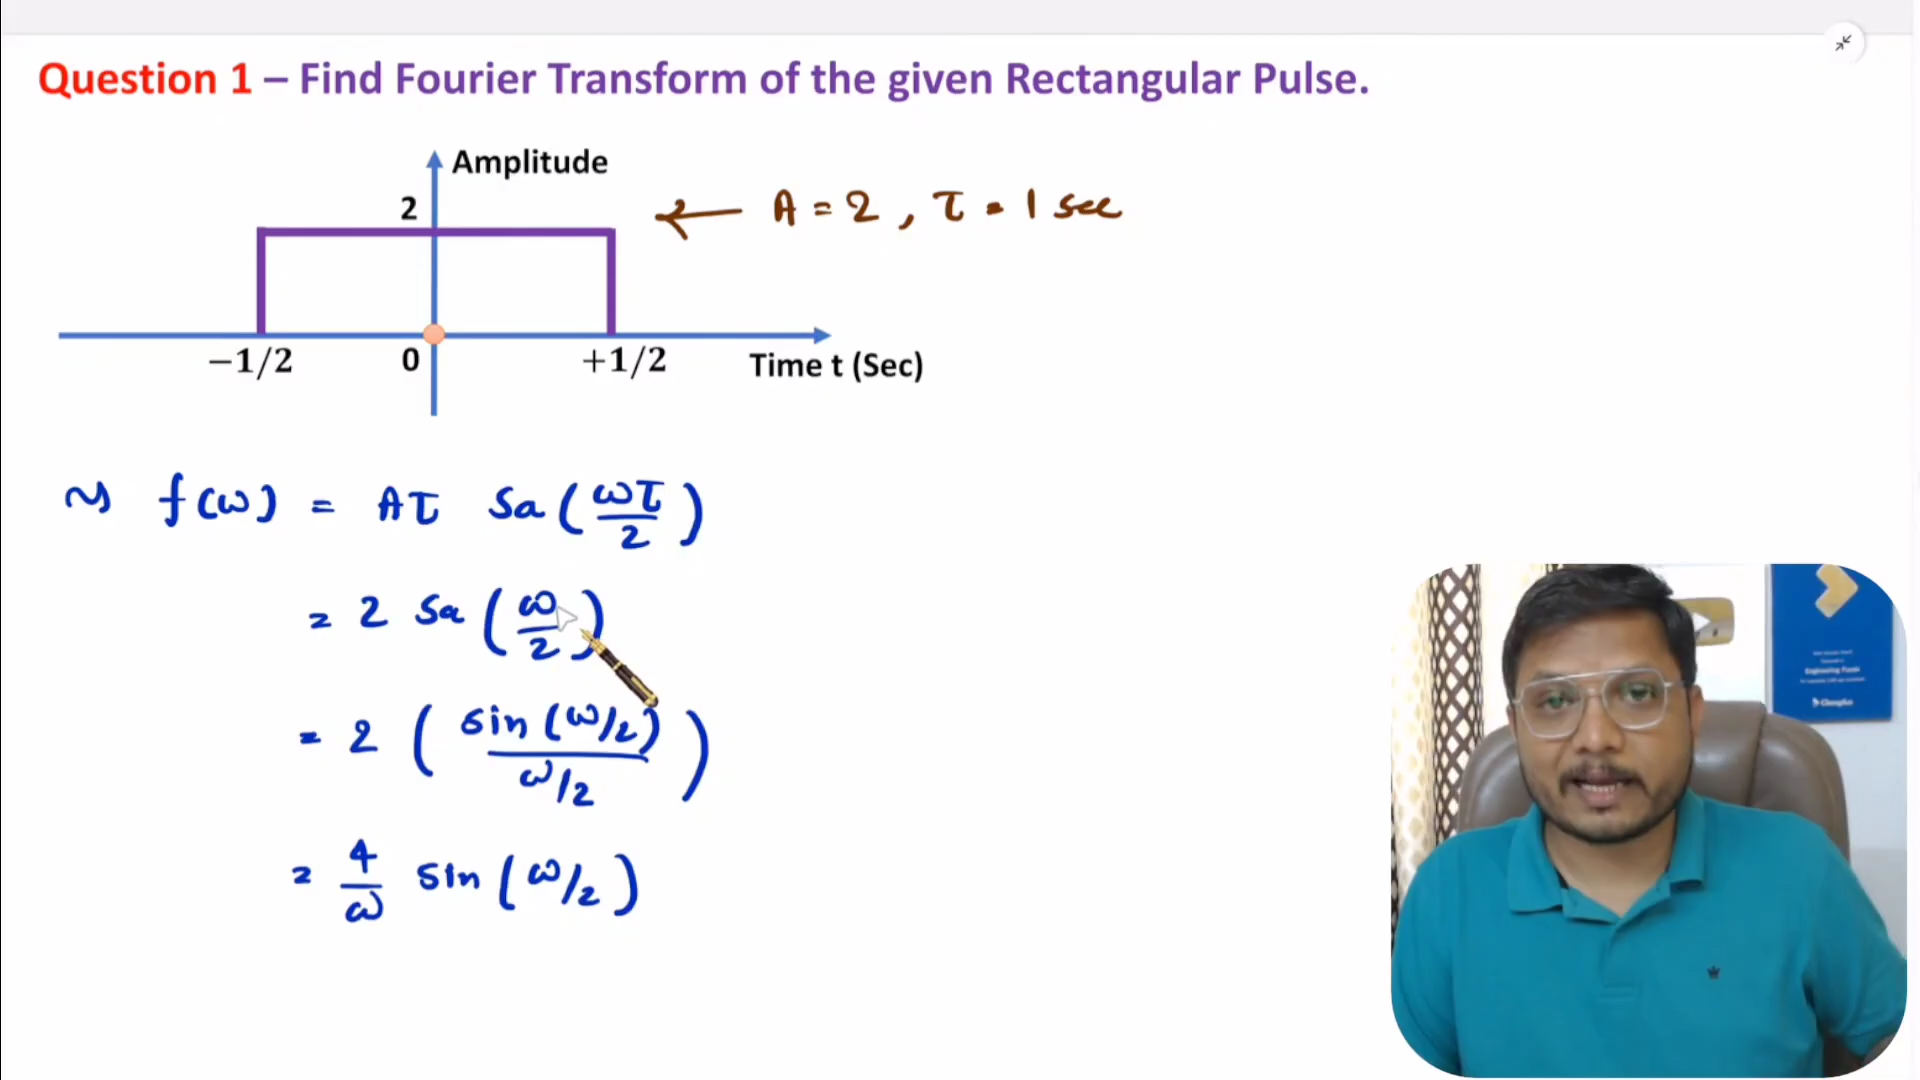 Question 1 – Find Fourier Transform of the given Rectangular Pulse.
Amplitude
2
← A = 2 , τ = 1 sec
−1/2
0
+1/2
Time t (Sec)
f(ω) = Aτ Sa(ωτ/2)
= 2 Sa(ω/2)
= 2 ( sin(ω/2) / ω/2 )
= 4/ω sin(ω/2)